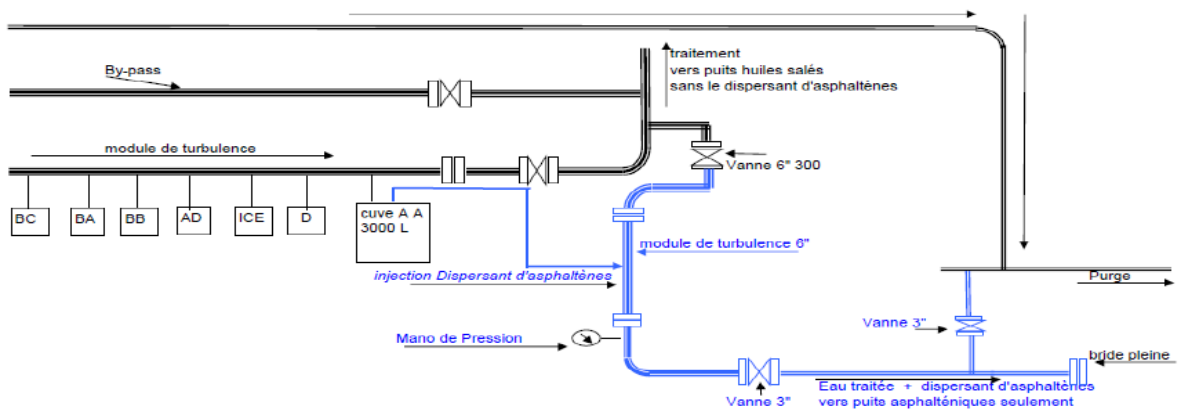 traitement
vers puits huiles salés
sans le dispersant d'asphaltènes
By-pass
module de turbulence
Vanne 6" 300
BC
BA
BB
AD
ICE
D
cuve A A
3000 L
module de turbulence 6"
injection Dispersant d'asphaltènes
Purge
Vanne 3"
Mano de Pression
bride pleine
Eau traitée + dispersant d'asphaltènes
vers puits asphalténiques seulement
Vanne 3"